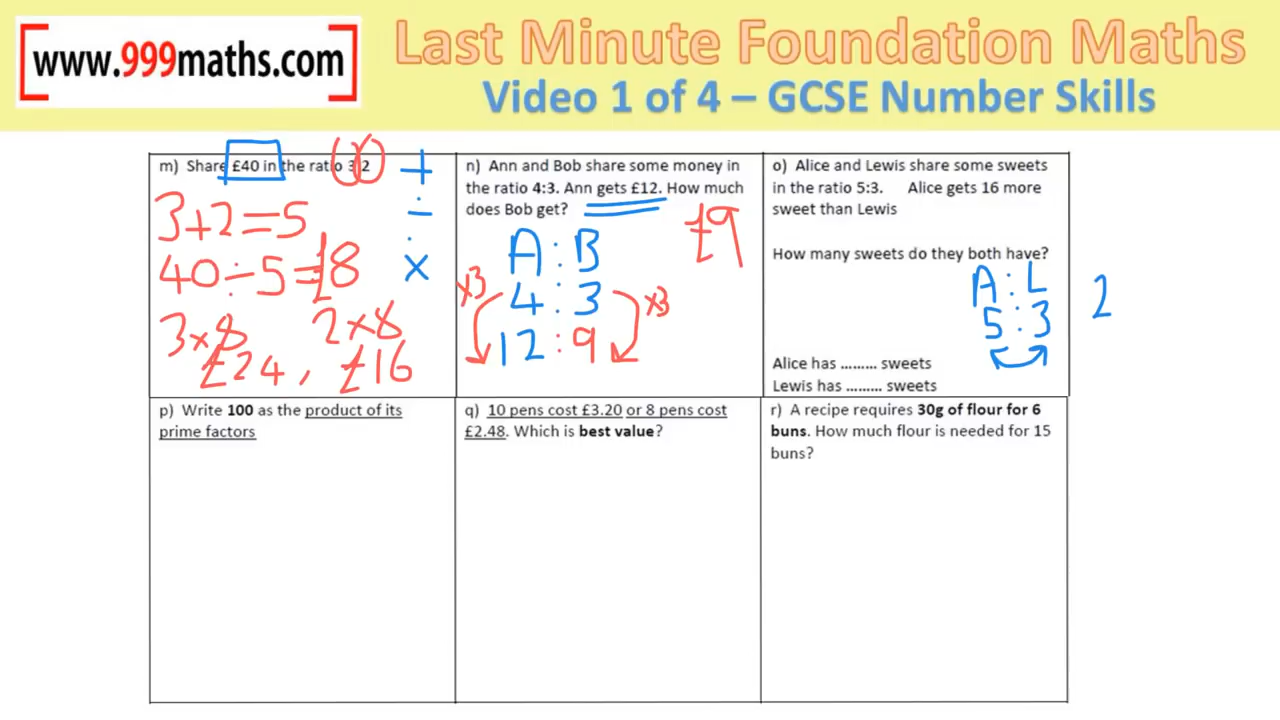 www.999maths.com
Last Minute Foundation Maths
Video 1 of 4 – GCSE Number Skills
m) Share £40 in the ratio 3:2
+
÷
×
3+2=5
40÷5=£8
3×8
2×8
£24, £16
n) Ann and Bob share some money in
the ratio 4:3. Ann gets £12. How much
does Bob get?
£9
A:B
×3
4:3
×3
12:9
o) Alice and Lewis share some sweets
in the ratio 5:3. Alice gets 16 more
sweet than Lewis
How many sweets do they both have?
A:L
5:3
2
Alice has ……… sweets
Lewis has ……… sweets
p) Write 100 as the product of its
prime factors
q) 10 pens cost £3.20 or 8 pens cost
£2.48. Which is best value?
r) A recipe requires 30g of flour for 6
buns. How much flour is needed for 15
buns?